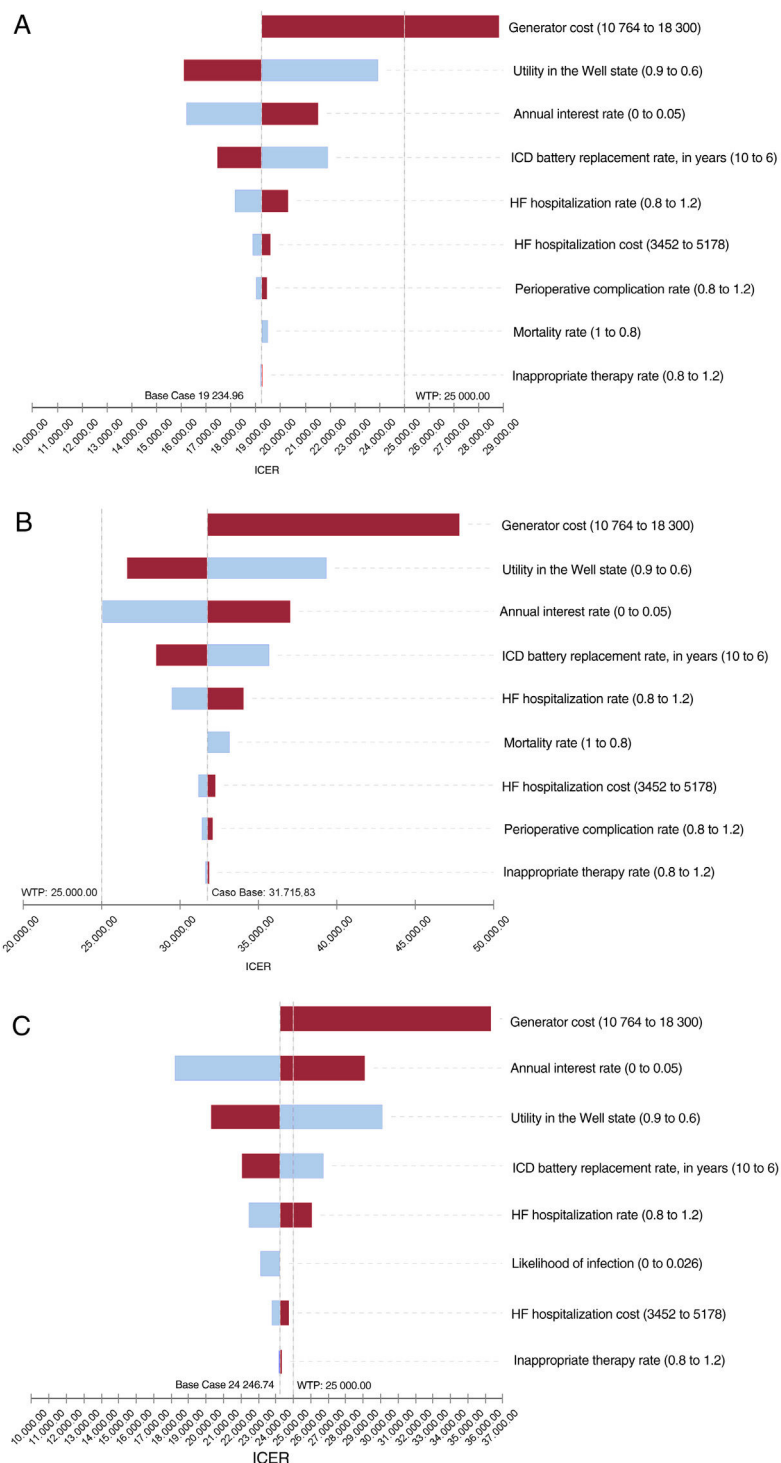 A
Generator cost (10 764 to 18 300)
Utility in the Well state (0.9 to 0.6)
Annual interest rate (0 to 0.05)
ICD battery replacement rate, in years (10 to 6)
HF hospitalization rate (0.8 to 1.2)
HF hospitalization cost (3452 to 5178)
Perioperative complication rate (0.8 to 1.2)
Mortality rate (1 to 0.8)
Inappropriate therapy rate (0.8 to 1.2)
Base Case 19 234.96 WTP: 25 000.00
10 000.00 11 000.00 12 000.00 13 000.00 14 000.00 15 000.00 16 000.00 17 000.00 18 000.00 19 000.00 20 000.00 21 000.00 22 000.00 23 000.00 24 000.00 25 000.00 26 000.00 27 000.00 28 000.00 29 000.00
ICER
B
Generator cost (10 764 to 18 300)
Utility in the Well state (0.9 to 0.6)
Annual interest rate (0 to 0.05)
ICD battery replacement rate, in years (10 to 6)
HF hospitalization rate (0.8 to 1.2)
Mortality rate (1 to 0.8)
HF hospitalization cost (3452 to 5178)
Perioperative complication rate (0.8 to 1.2)
Inappropriate therapy rate (0.8 to 1.2)
WTP: 25.000.00 Caso Base: 31.715,83
20 000.00 25 000.00 30 000.00 35 000.00 40 000.00 45 000.00 50 000.00
ICER
C
Generator cost (10 764 to 18 300)
Annual interest rate (0 to 0.05)
Utility in the Well state (0.9 to 0.6)
ICD battery replacement rate, in years (10 to 6)
HF hospitalization rate (0.8 to 1.2)
Likelihood of infection (0 to 0.026)
HF hospitalization cost (3452 to 5178)
Inappropriate therapy rate (0.8 to 1.2)
Base Case 24 246.74 WTP: 25 000.00
10 000.00 11 000.00 12 000.00 13 000.00 14 000.00 15 000.00 16 000.00 17 000.00 18 000.00 19 000.00 20 000.00 21 000.00 22 000.00 23 000.00 24 000.00 25 000.00 26 000.00 27 000.00 28 000.00 29 000.00 30 000.00 31 000.00 32 000.00 33 000.00 34 000.00 35 000.00 36 000.00 37 000.00
ICER